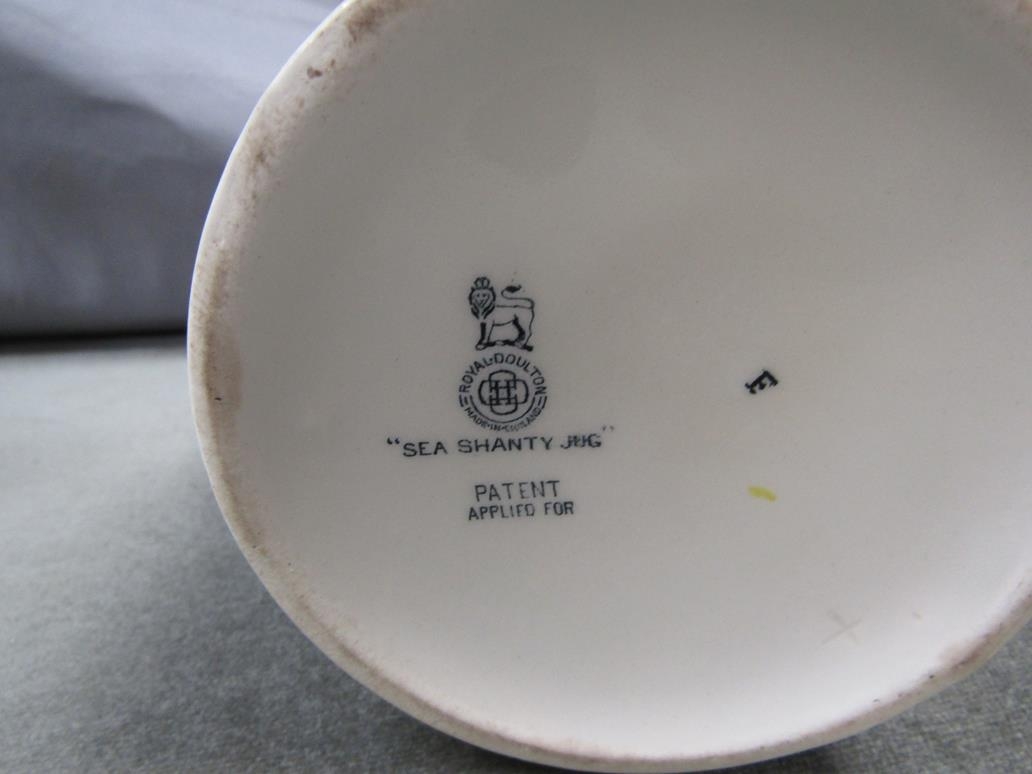 ROYAL·DOULTON
MADE·IN·ENGLAND
"SEA SHANTY JUG"
PATENT
APPLIED FOR
E